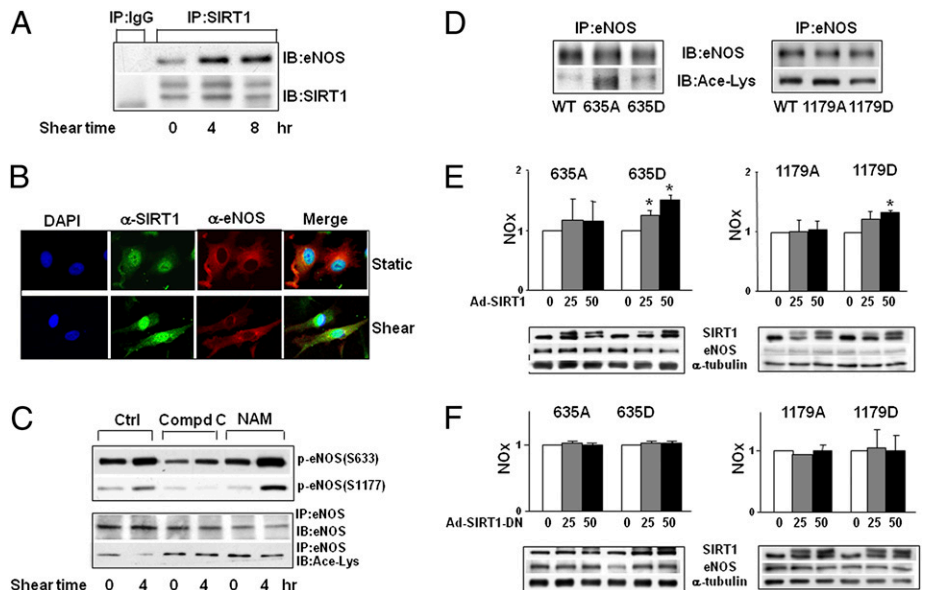 A
IP:IgG IP:SIRT1
IB:eNOS
IB:SIRT1
Shear time 0 4 8 hr
B
DAPI α-SIRT1 α-eNOS Merge
Static
Shear
C
Ctrl Compd C NAM
p-eNOS(S633)
p-eNOS(S1177)
IP:eNOS
IB:eNOS
IP:eNOS
IB:Ace-Lys
Shear time 0 4 0 4 0 4 hr
D
IP:eNOS IP:eNOS
IB:eNOS
IB:Ace-Lys
WT 635A 635D WT 1179A 1179D
E
635A 635D 1179A 1179D
2 2
* * *
NOx 1 NOx 1
0 0
Ad-SIRT1 0 25 50 0 25 50 0 25 50 0 25 50
SIRT1
eNOS
α-tubulin
F
635A 635D 1179A 1179D
NOx 1 NOx 1
0 0
Ad-SIRT1-DN 0 25 50 0 25 50 0 25 50 0 25 50
SIRT1
eNOS
α-tubulin